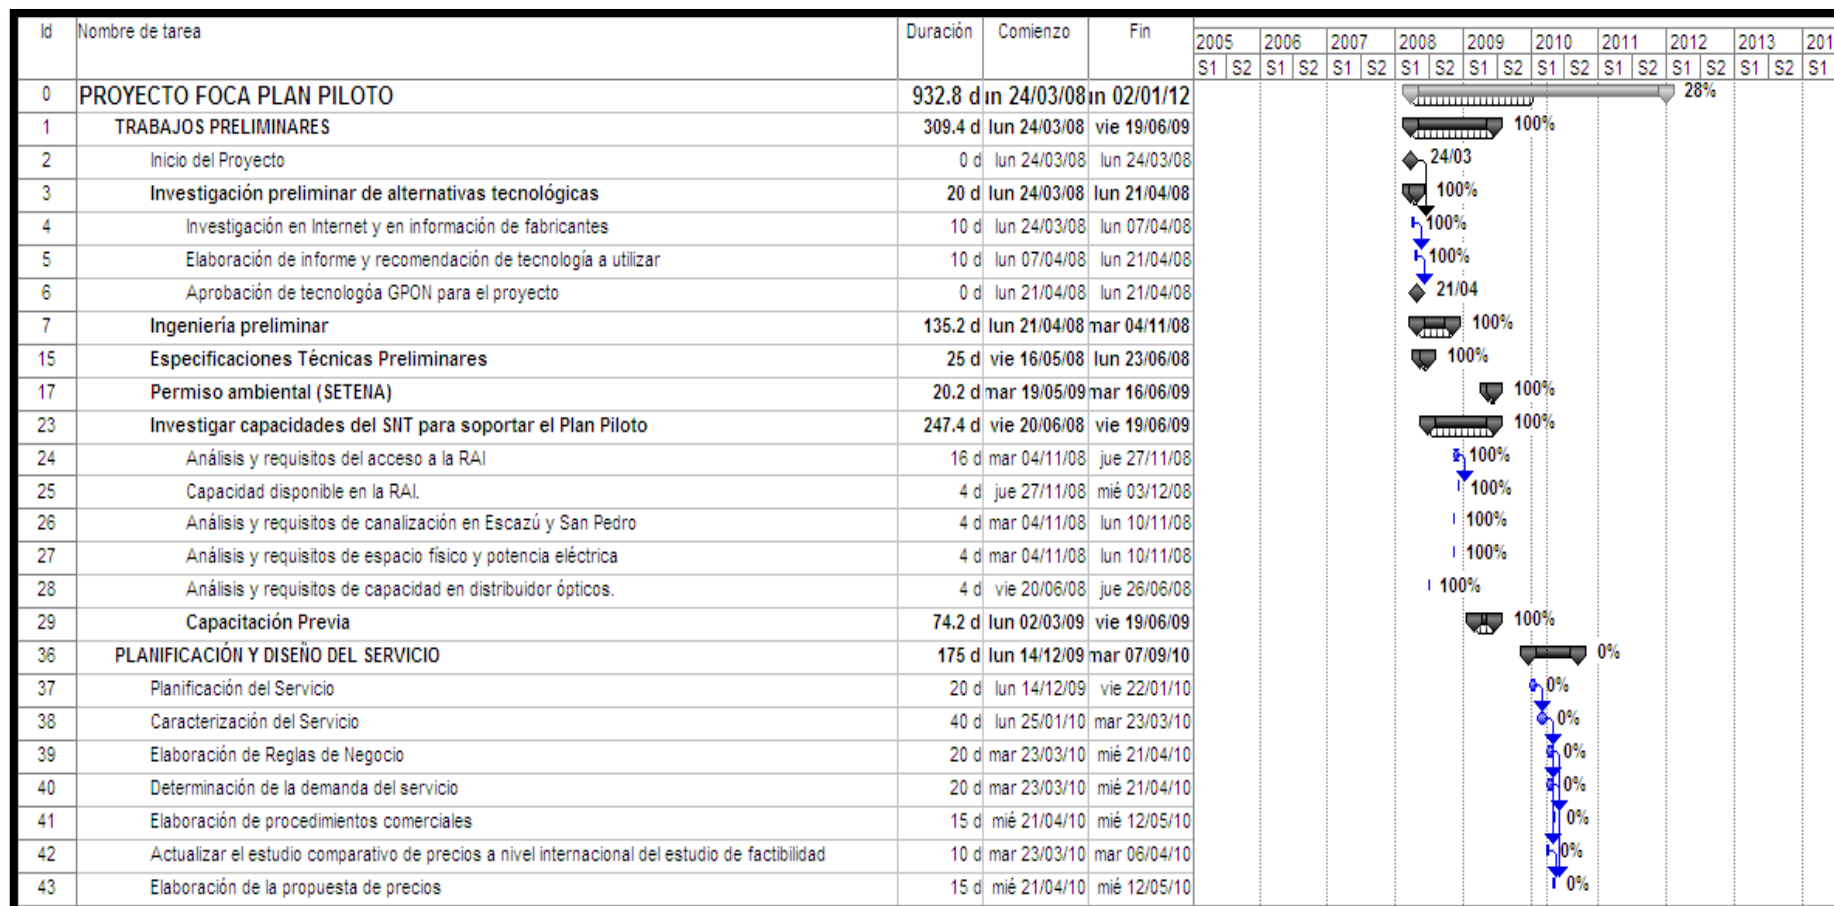 Id Nombre de tarea Duración Comienzo Fin
2005 2006 2007 2008 2009 2010 2011 2012 2013 201
S1 S2 S1 S2 S1 S2 S1 S2 S1 S2 S1 S2 S1 S2 S1 S2 S1 S2 S1
0 PROYECTO FOCA PLAN PILOTO 932.8 d un 24/03/08 un 02/01/12 28%
1 TRABAJOS PRELIMINARES 309.4 d lun 24/03/08 vie 19/06/09 100%
2 Inicio del Proyecto 0 d lun 24/03/08 lun 24/03/08 24/03
3 Investigación preliminar de alternativas tecnológicas 20 d lun 24/03/08 lun 21/04/08 100%
4 Investigación en Internet y en información de fabricantes 10 d lun 24/03/08 lun 07/04/08 100%
5 Elaboración de informe y recomendación de tecnología a utilizar 10 d lun 07/04/08 lun 21/04/08 100%
6 Aprobación de tecnologóa GPON para el proyecto 0 d lun 21/04/08 lun 21/04/08 21/04
7 Ingeniería preliminar 135.2 d lun 21/04/08 mar 04/11/08 100%
15 Especificaciones Técnicas Preliminares 25 d vie 16/05/08 lun 23/06/08 100%
17 Permiso ambiental (SETENA) 20.2 d mar 19/05/09 mar 16/06/09 100%
23 Investigar capacidades del SNT para soportar el Plan Piloto 247.4 d vie 20/06/08 vie 19/06/09 100%
24 Análisis y requisitos del acceso a la RAI 16 d mar 04/11/08 jue 27/11/08 100%
25 Capacidad disponible en la RAI. 4 d jue 27/11/08 mié 03/12/08 100%
26 Análisis y requisitos de canalización en Escazú y San Pedro 4 d mar 04/11/08 lun 10/11/08 100%
27 Análisis y requisitos de espacio físico y potencia eléctrica 4 d mar 04/11/08 lun 10/11/08 100%
28 Análisis y requisitos de capacidad en distribuidor ópticos. 4 d vie 20/06/08 jue 26/06/08 100%
29 Capacitación Previa 74.2 d lun 02/03/09 vie 19/06/09 100%
36 PLANIFICACIÓN Y DISEÑO DEL SERVICIO 175 d lun 14/12/09 mar 07/09/10 0%
37 Planificación del Servicio 20 d lun 14/12/09 vie 22/01/10 0%
38 Caracterización del Servicio 40 d lun 25/01/10 mar 23/03/10 0%
39 Elaboración de Reglas de Negocio 20 d mar 23/03/10 mié 21/04/10 0%
40 Determinación de la demanda del servicio 20 d mar 23/03/10 mié 21/04/10 0%
41 Elaboración de procedimientos comerciales 15 d mié 21/04/10 mié 12/05/10 0%
42 Actualizar el estudio comparativo de precios a nivel internacional del estudio de factibilidad 10 d mar 23/03/10 mar 06/04/10 0%
43 Elaboración de la propuesta de precios 15 d mié 21/04/10 mié 12/05/10 0%